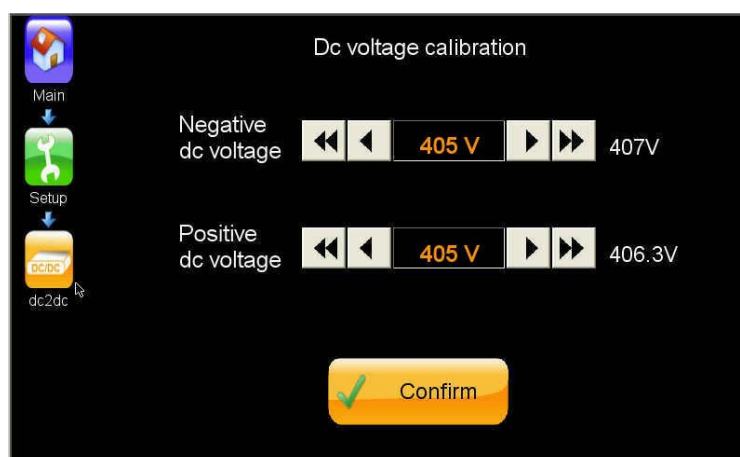 Dc voltage calibration
Main
Negative
dc voltage
405 V
407V
Setup
Positive
dc voltage
405 V
406.3V
DC/DC
dc2dc
Confirm